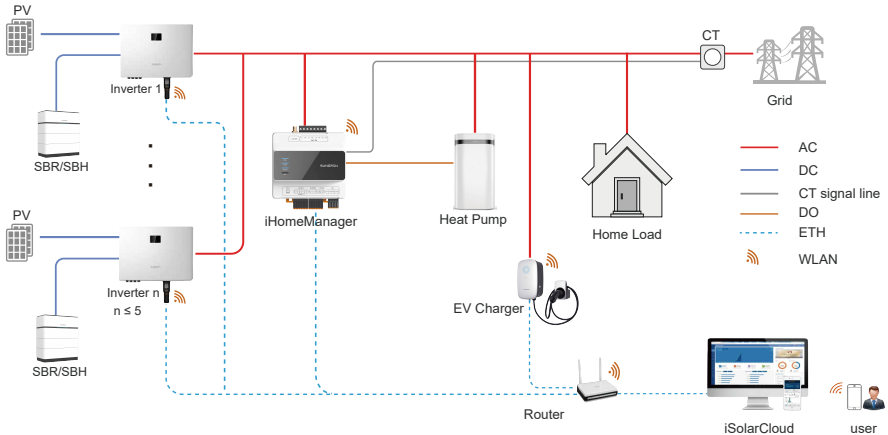 PV
CT
Inverter 1
Grid
SBR/SBH
AC
DC
CT signal line
DO
ETH
WLAN
iHomeManager
Heat Pump
Home Load
PV
Inverter n
n ≤ 5
EV Charger
SBR/SBH
Router
iSolarCloud
user